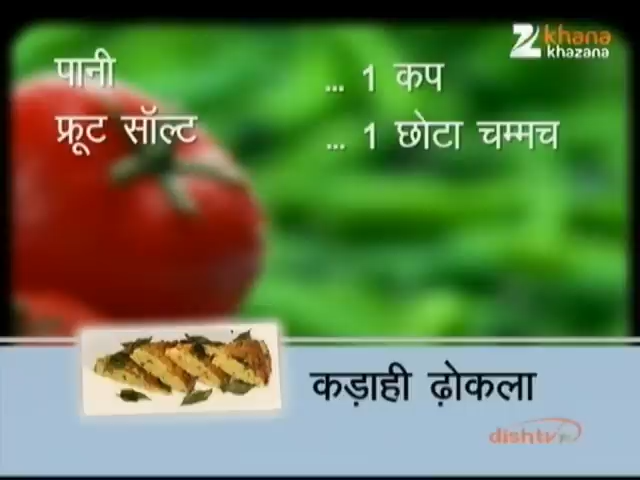 Z khana
khazana
पानी ... 1 कप
फ्रूट सॉल्ट ... 1 छोटा चम्मच
कड़ाही ढ़ोकला
dishtv